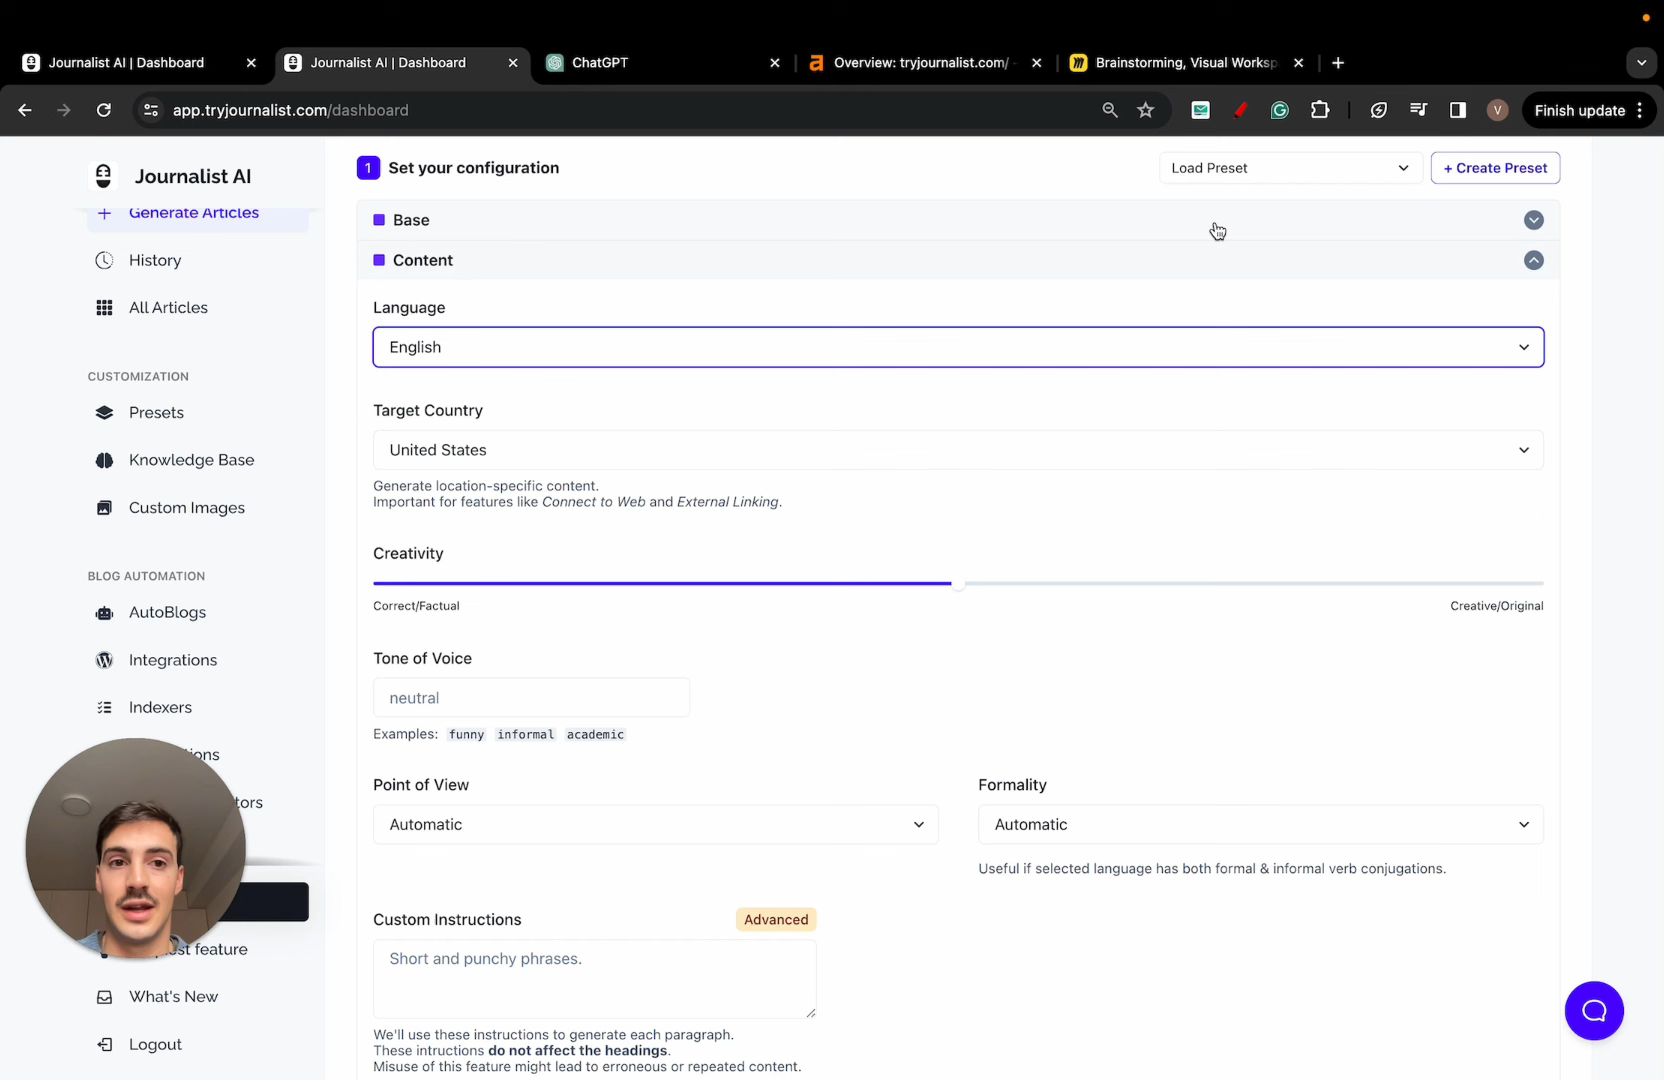 Journalist AI | Dashboard
Journalist AI | Dashboard
ChatGPT
Overview: tryjournalist.com/
Brainstorming, Visual Worksp
app.tryjournalist.com/dashboard
V
Finish update
Journalist AI
Generate Articles
History
All Articles
CUSTOMIZATION
Presets
Knowledge Base
Custom Images
BLOG AUTOMATION
AutoBlogs
Integrations
Indexers
ions
tors
st feature
What's New
Logout
1 Set your configuration
Load Preset
+ Create Preset
Base
Content
Language
English
Target Country
United States
Generate location-specific content.
Important for features like Connect to Web and External Linking.
Creativity
Correct/Factual
Creative/Original
Tone of Voice
neutral
Examples: funny informal academic
Point of View
Automatic
Formality
Automatic
Useful if selected language has both formal & informal verb conjugations.
Custom Instructions
Advanced
Short and punchy phrases.
We'll use these instructions to generate each paragraph.
These intructions do not affect the headings.
Misuse of this feature might lead to erroneous or repeated content.